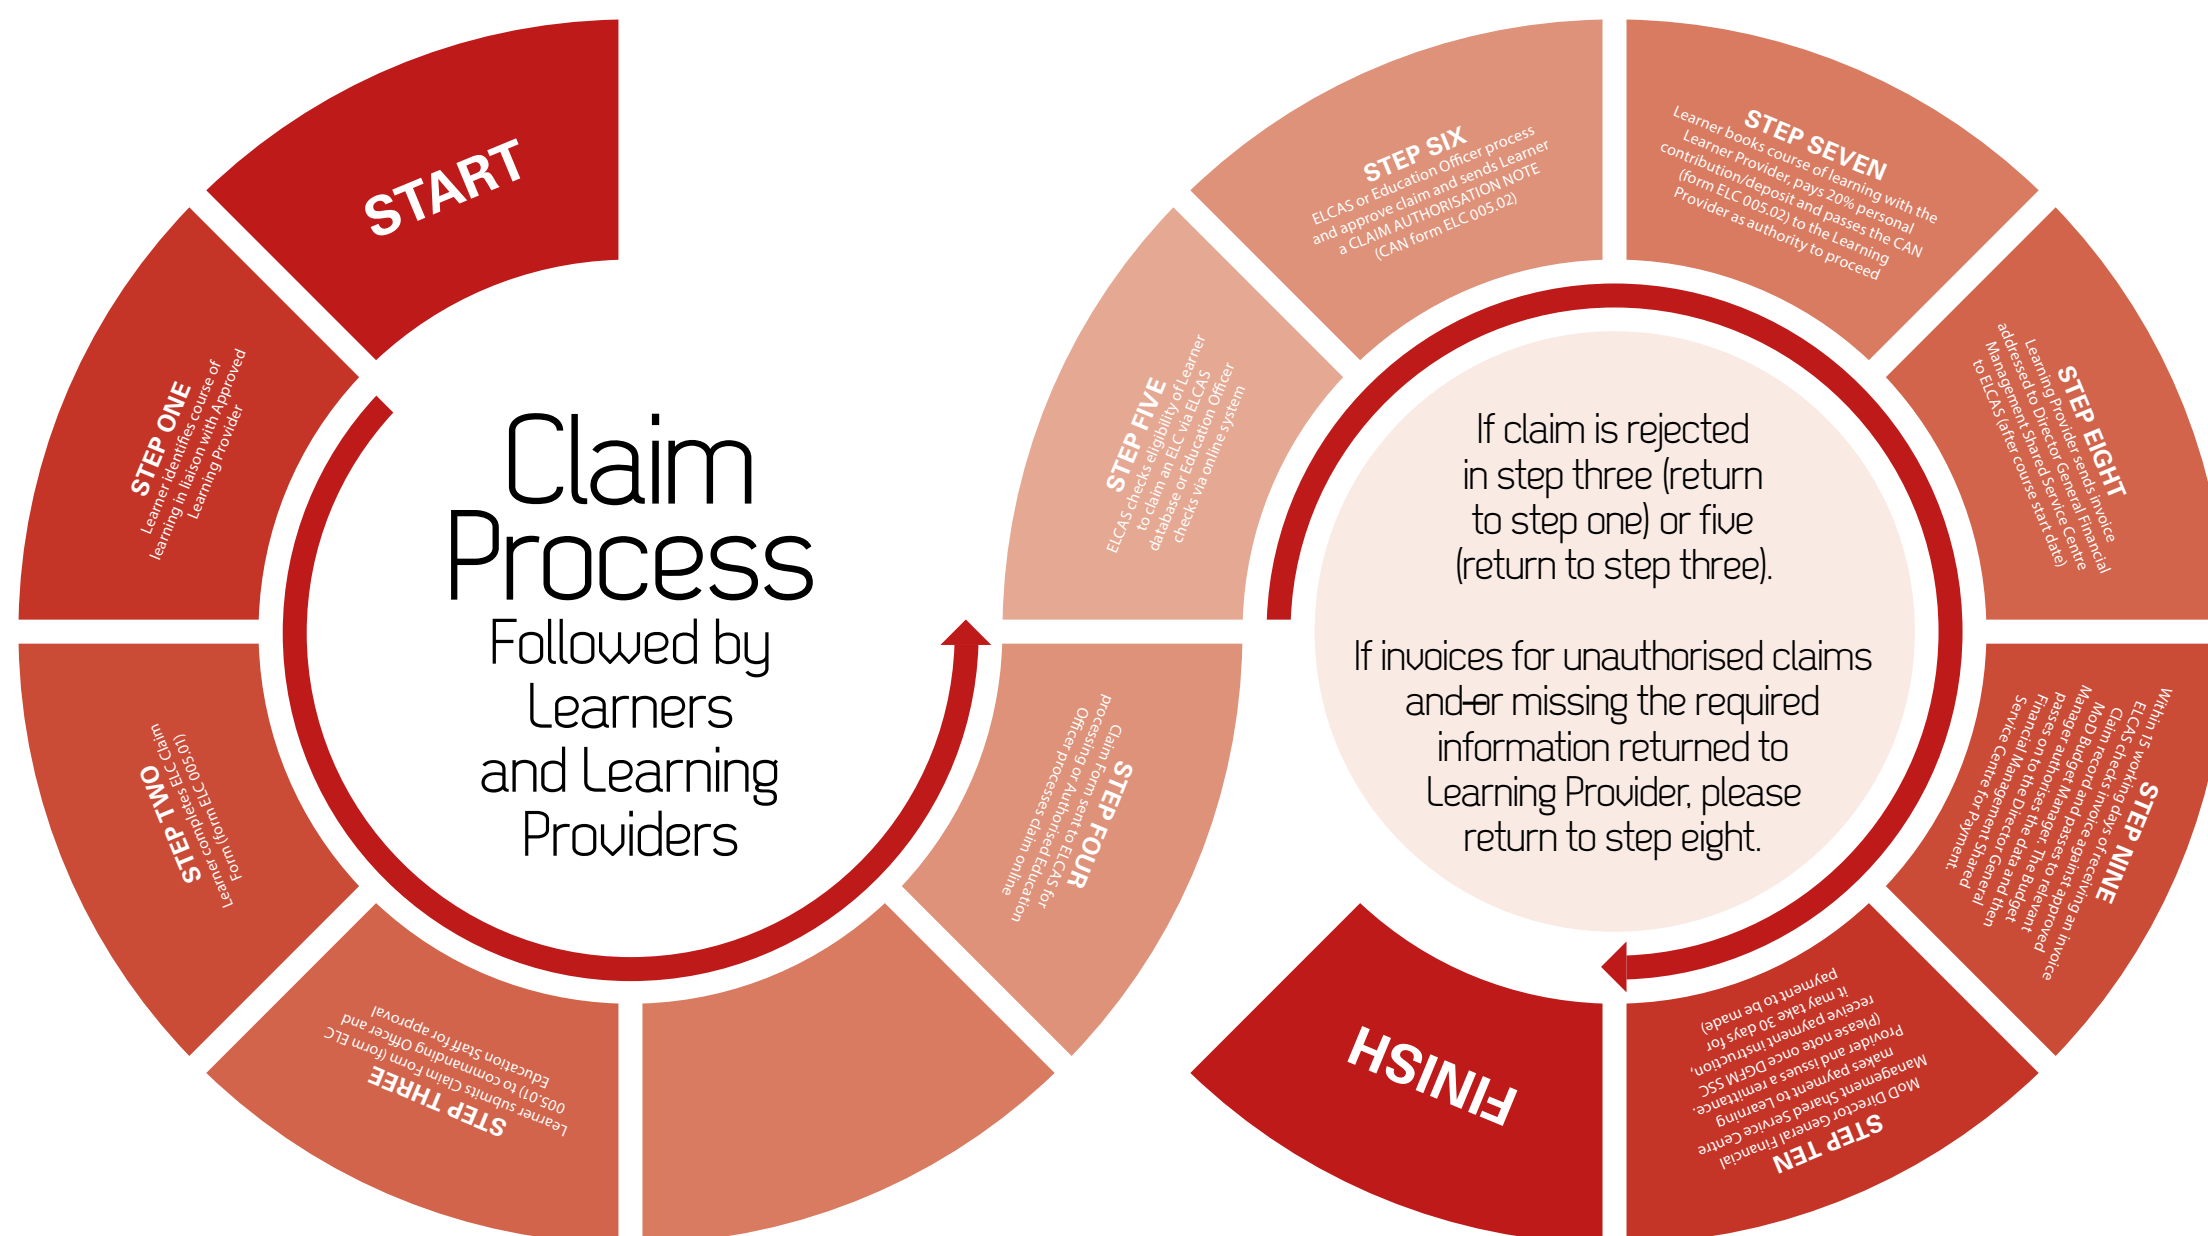 START
STEP ONE
Learner identifies course of
learning in liaison with Approved
Learning Provider
STEP TWO
Learner completes ELC Claim
Form (form ELC 005.01)
STEP THREE
Learner submits Claim Form (form ELC
005.01) to commanding Officer and
Education Staff for approval
STEP FOUR
Claim Form sent to ELCAS for
processing or Authorised Education
Officer processes claim online
Claim
Process
Followed by
Learners
and Learning
Providers
STEP FIVE
ELCAS checks eligibility of Learner
to claim an ELC via ELCAS
database or Education Officer
checks via online system
STEP SIX
ELCAS or Education Officer process
and approve claim and sends Learner
a CLAIM AUTHORISATION NOTE
(CAN form ELC 005.02)
STEP SEVEN
Learner books course of learning with the
Learner Provider, pays 20% personal
contribution/deposit and passes the CAN
(form ELC 005.02) to the Learning
Provider as authority to proceed
STEP EIGHT
Learning Provider sends invoice
addressed to Director General Financial
Management Shared Service Centre
to ELCAS (after course start date)
STEP NINE
Within 15 working days of receiving an invoice
ELCAS checks invoice against approved
Claim record and passes to relevant
MoD Budget Manager. The Budget
Manager authorises the data and then
passes on to the Director General
Financial Management Shared
Service Centre for Payment.
STEP TEN
MoD Director General Financial
Management Shared Service Centre
makes payment to Learning
Provider and issues a remittance.
(Please note once DGFM SSC
receive payment instruction,
it may take 30 days for
payment to be made)
FINISH
If claim is rejected
in step three (return
to step one) or five
(return to step three).
If invoices for unauthorised claims
and-or missing the required
information returned to
Learning Provider, please
return to step eight.